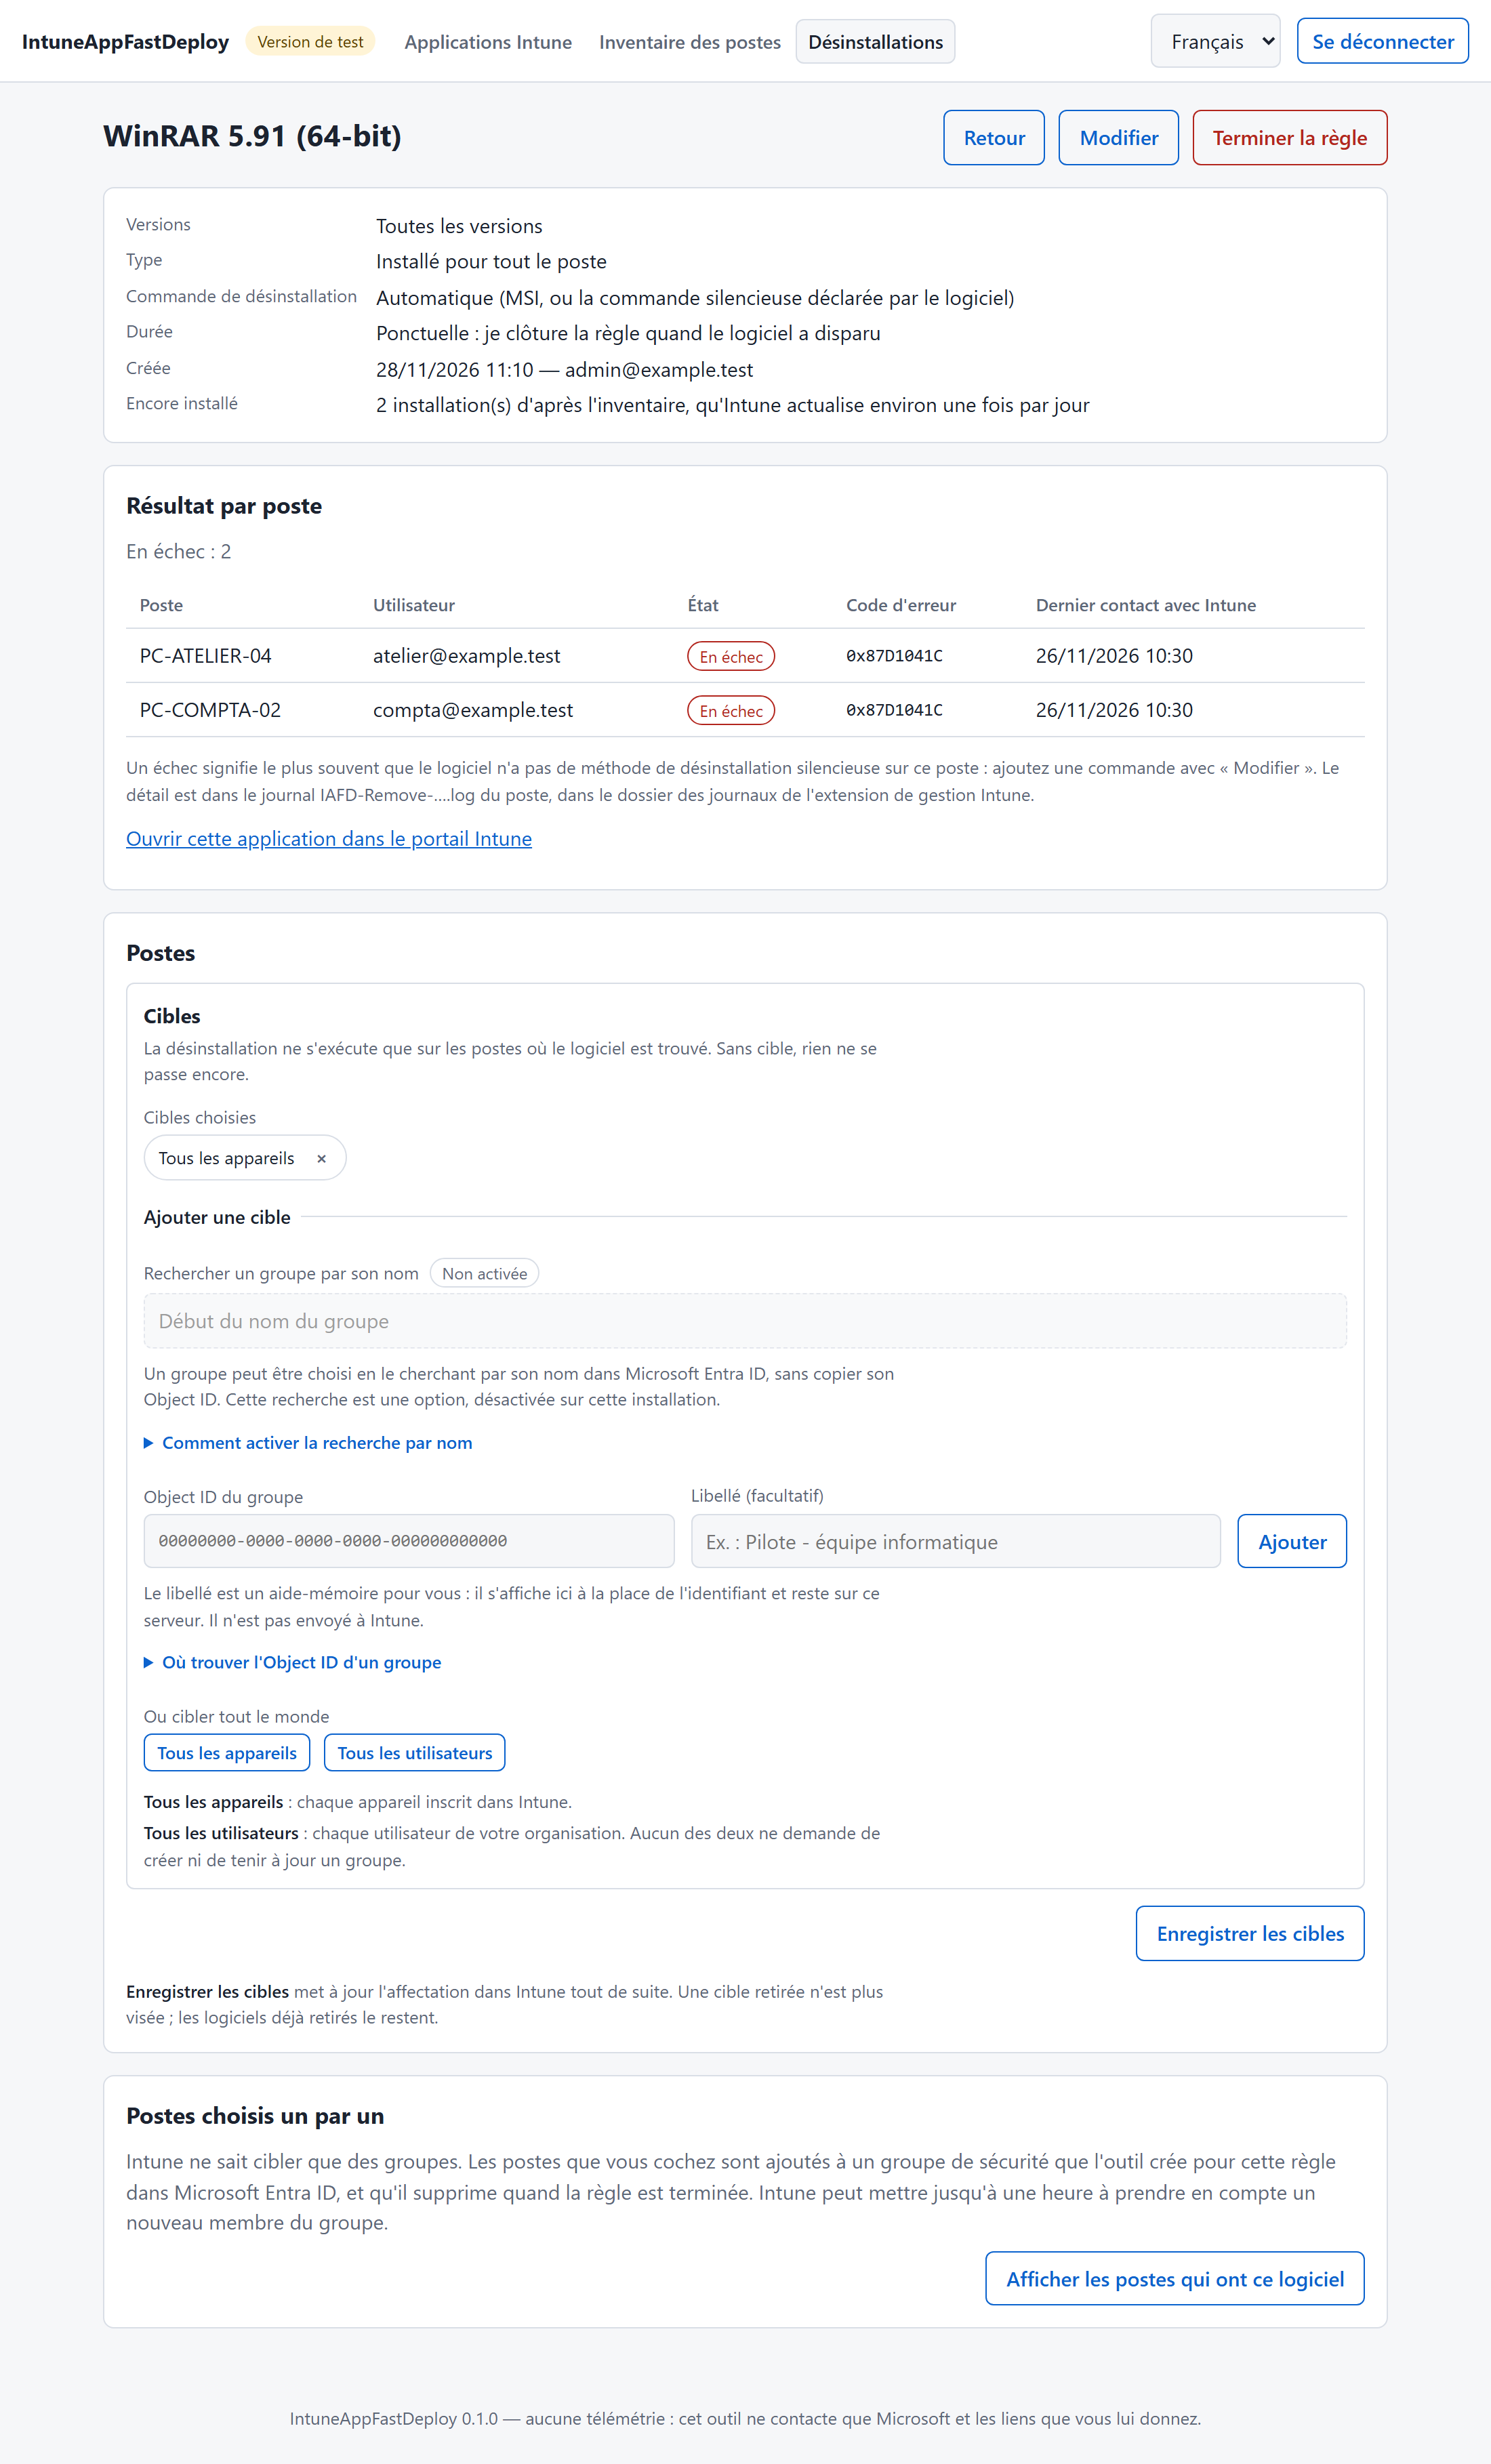 IntuneAppFastDeploy Version de test Applications Intune Inventaire des postes Désinstallations Français Se déconnecter
WinRAR 5.91 (64-bit) Retour Modifier Terminer la règle
Versions Toutes les versions
Type Installé pour tout le poste
Commande de désinstallation Automatique (MSI, ou la commande silencieuse déclarée par le logiciel)
Durée Ponctuelle : je clôture la règle quand le logiciel a disparu
Créée 28/11/2026 11:10 — admin@example.test
Encore installé 2 installation(s) d'après l'inventaire, qu'Intune actualise environ une fois par jour
Résultat par poste
En échec : 2
Poste Utilisateur État Code d'erreur Dernier contact avec Intune
PC-ATELIER-04 atelier@example.test En échec 0x87D1041C 26/11/2026 10:30
PC-COMPTA-02 compta@example.test En échec 0x87D1041C 26/11/2026 10:30
Un échec signifie le plus souvent que le logiciel n'a pas de méthode de désinstallation silencieuse sur ce poste : ajoutez une commande avec « Modifier ». Le
détail est dans le journal IAFD-Remove-....log du poste, dans le dossier des journaux de l'extension de gestion Intune.
Ouvrir cette application dans le portail Intune
Postes
Cibles
La désinstallation ne s'exécute que sur les postes où le logiciel est trouvé. Sans cible, rien ne se
passe encore.
Cibles choisies
Tous les appareils ×
Ajouter une cible
Rechercher un groupe par son nom Non activée
Début du nom du groupe
Un groupe peut être choisi en le cherchant par son nom dans Microsoft Entra ID, sans copier son
Object ID. Cette recherche est une option, désactivée sur cette installation.
Comment activer la recherche par nom
Object ID du groupe Libellé (facultatif)
00000000-0000-0000-0000-000000000000 Ex. : Pilote - équipe informatique Ajouter
Le libellé est un aide-mémoire pour vous : il s'affiche ici à la place de l'identifiant et reste sur ce
serveur. Il n'est pas envoyé à Intune.
Où trouver l'Object ID d'un groupe
Ou cibler tout le monde
Tous les appareils Tous les utilisateurs
Tous les appareils : chaque appareil inscrit dans Intune.
Tous les utilisateurs : chaque utilisateur de votre organisation. Aucun des deux ne demande de
créer ni de tenir à jour un groupe.
Enregistrer les cibles
Enregistrer les cibles met à jour l'affectation dans Intune tout de suite. Une cible retirée n'est plus
visée ; les logiciels déjà retirés le restent.
Postes choisis un par un
Intune ne sait cibler que des groupes. Les postes que vous cochez sont ajoutés à un groupe de sécurité que l'outil crée pour cette règle
dans Microsoft Entra ID, et qu'il supprime quand la règle est terminée. Intune peut mettre jusqu'à une heure à prendre en compte un
nouveau membre du groupe.
Afficher les postes qui ont ce logiciel
IntuneAppFastDeploy 0.1.0 — aucune télémétrie : cet outil ne contacte que Microsoft et les liens que vous lui donnez.